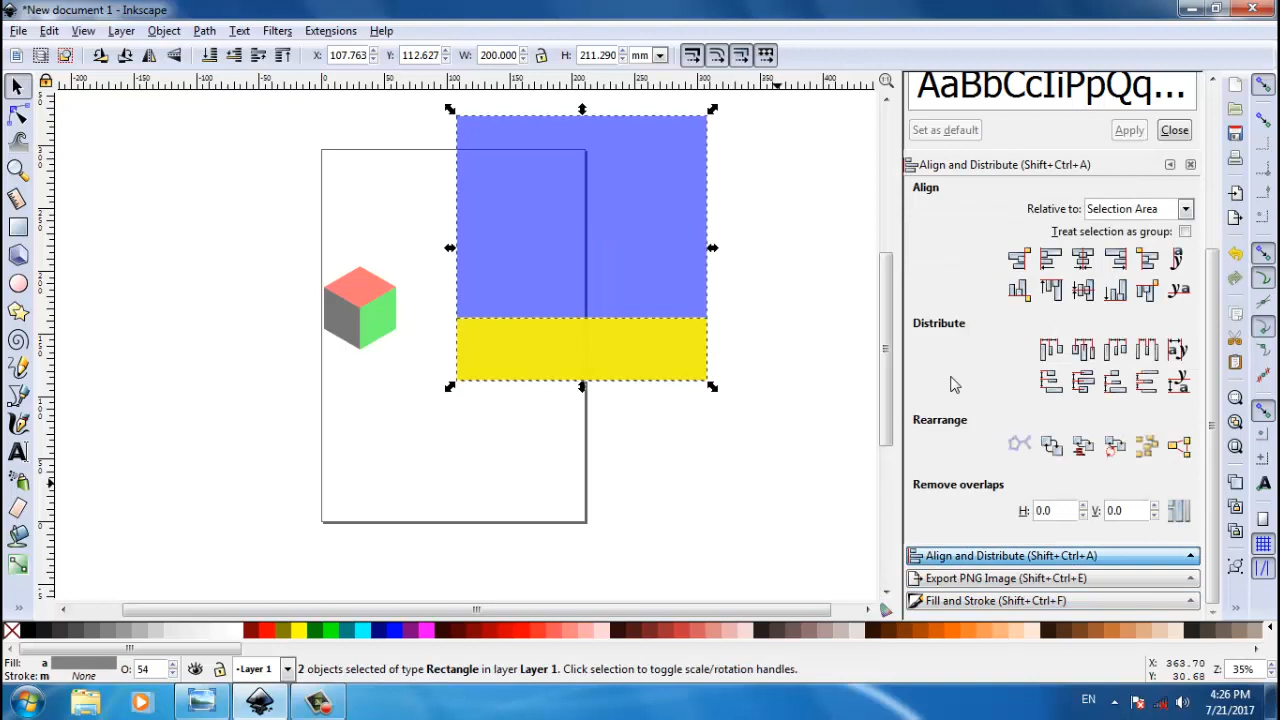 *New document 1 - Inkscape
File Edit View Layer Object Path Text Filters Extensions Help
X: 107.763 Y: 112.627 W: 200.000 H: 211.290 mm
AaBbCcIiPpQq...
Set as default Apply Close
Align and Distribute (Shift+Ctrl+A)
Align
Relative to: Selection Area
Treat selection as group:
Distribute
Rearrange
Remove overlaps
H: 0.0 V: 0.0
Align and Distribute (Shift+Ctrl+A)
Export PNG Image (Shift+Ctrl+E)
Fill and Stroke (Shift+Ctrl+F)
Fill: a O: 54 Layer 1 2 objects selected of type Rectangle in layer Layer 1. Click selection to toggle scale/rotation handles. X: 363.70 Z: 35%
Stroke: m None Y: 30.68
EN 4:26 PM
7/21/2017